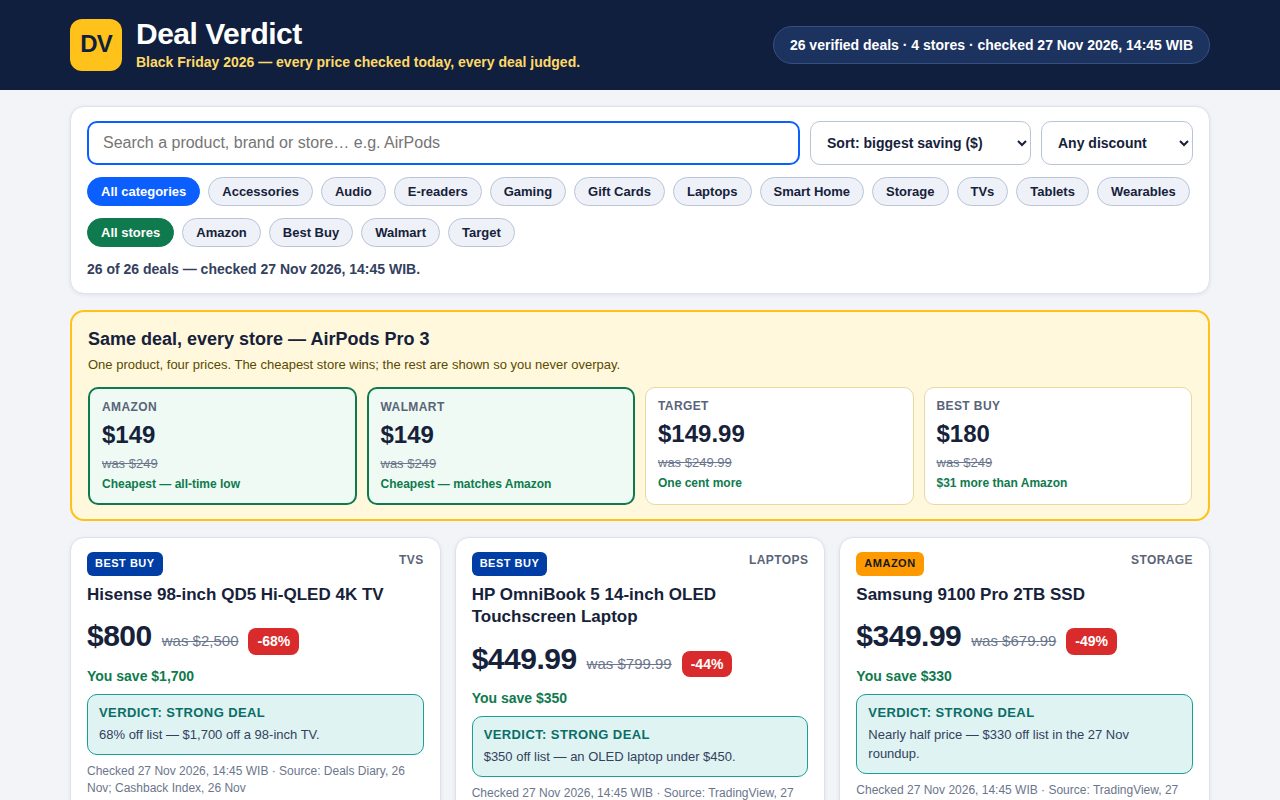 DV
Deal Verdict
Black Friday 2026 — every price checked today, every deal judged.
26 verified deals · 4 stores · checked 27 Nov 2026, 14:45 WIB
Search a product, brand or store… e.g. AirPods
Sort: biggest saving ($)
Any discount
All categories
Accessories
Audio
E-readers
Gaming
Gift Cards
Laptops
Smart Home
Storage
TVs
Tablets
Wearables
All stores
Amazon
Best Buy
Walmart
Target
26 of 26 deals — checked 27 Nov 2026, 14:45 WIB.
Same deal, every store — AirPods Pro 3
One product, four prices. The cheapest store wins; the rest are shown so you never overpay.
AMAZON
$149
was $249
Cheapest — all-time low
WALMART
$149
was $249
Cheapest — matches Amazon
TARGET
$149.99
was $249.99
One cent more
BEST BUY
$180
was $249
$31 more than Amazon
BEST BUY
TVS
Hisense 98-inch QD5 Hi-QLED 4K TV
$800 was $2,500 -68%
You save $1,700
VERDICT: STRONG DEAL
68% off list — $1,700 off a 98-inch TV.
Checked 27 Nov 2026, 14:45 WIB · Source: Deals Diary, 26
Nov; Cashback Index, 26 Nov
BEST BUY
LAPTOPS
HP OmniBook 5 14-inch OLED
Touchscreen Laptop
$449.99 was $799.99 -44%
You save $350
VERDICT: STRONG DEAL
$350 off list — an OLED laptop under $450.
Checked 27 Nov 2026, 14:45 WIB · Source: TradingView, 27
AMAZON
STORAGE
Samsung 9100 Pro 2TB SSD
$349.99 was $679.99 -49%
You save $330
VERDICT: STRONG DEAL
Nearly half price — $330 off list in the 27 Nov
roundup.
Checked 27 Nov 2026, 14:45 WIB · Source: TradingView, 27